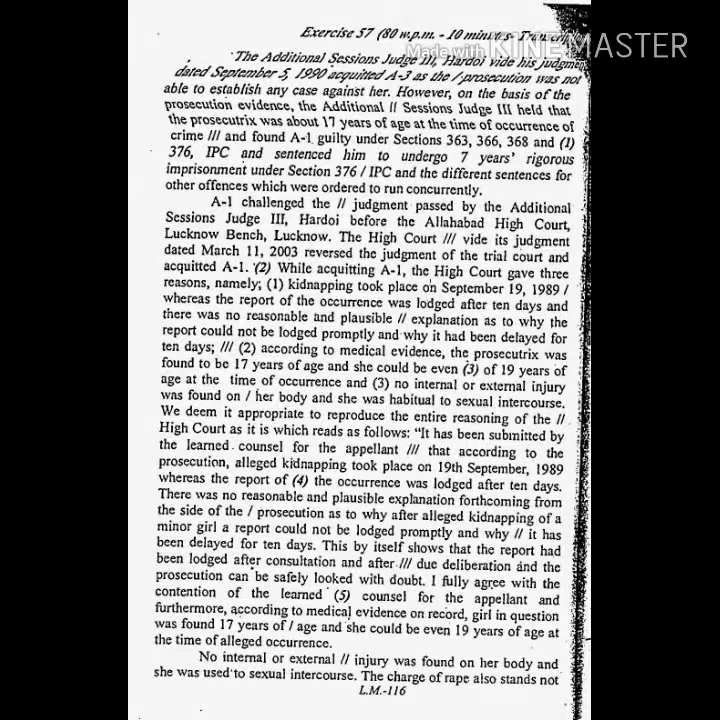 Exercise 57 (80 w.p.m. - 10 minutes- Transcrip
Made with KINEMASTER
The Additional Sessions Judge III, Hardoi vide his judgmen
dated September 5, 1990 acquitted A-3 as the / prosecution was not
able to establish any case against her. However, on the basis of the
prosecution evidence, the Additional // Sessions Judge III held that
the prosecutrix was about 17 years of age at the time of occurrence of
crime /// and found A-1 guilty under Sections 363, 366, 368 and (1)
376, IPC and sentenced him to undergo 7 years' rigorous
imprisonment under Section 376 / IPC and the different sentences for
other offences which were ordered to run concurrently.
A-1 challenged the // judgment passed by the Additional
Sessions Judge III, Hardoi before the Allahabad High Court,
Lucknow Bench, Lucknow. The High Court /// vide its judgment
dated March 11, 2003 reversed the judgment of the trial court and
acquitted A-1. (2) While acquitting A-1, the High Court gave three
reasons, namely; (1) kidnapping took place on September 19, 1989 /
whereas the report of the occurrence was lodged after ten days and
there was no reasonable and plausible // explanation as to why the
report could not be lodged promptly and why it had been delayed for
ten days; /// (2) according to medical evidence, the prosecutrix was
found to be 17 years of age and she could be even (3) of 19 years of
age at the time of occurrence and (3) no internal or external injury
was found on / her body and she was habitual to sexual intercourse.
We deem it appropriate to reproduce the entire reasoning of the //
High Court as it is which reads as follows: "It has been submitted by
the learned counsel for the appellant /// that according to the
prosecution, alleged kidnapping took place on 19th September, 1989
whereas the report of (4) the occurrence was lodged after ten days.
There was no reasonable and plausible explanation forthcoming from
the side of the / prosecution as to why after alleged kidnapping of a
minor girl a report could not be lodged promptly and why // it has
been delayed for ten days. This by itself shows that the report had
been lodged after consultation and after /// due deliberation and the
prosecution can be safely looked with doubt. I fully agree with the
contention of the learned (5) counsel for the appellant and
furthermore, according to medical evidence on record, girl in question
was found 17 years of / age and she could be even 19 years of age at
the time of alleged occurrence.
No internal or external // injury was found on her body and
she was used to sexual intercourse. The charge of rape also stands not
L.M.-116